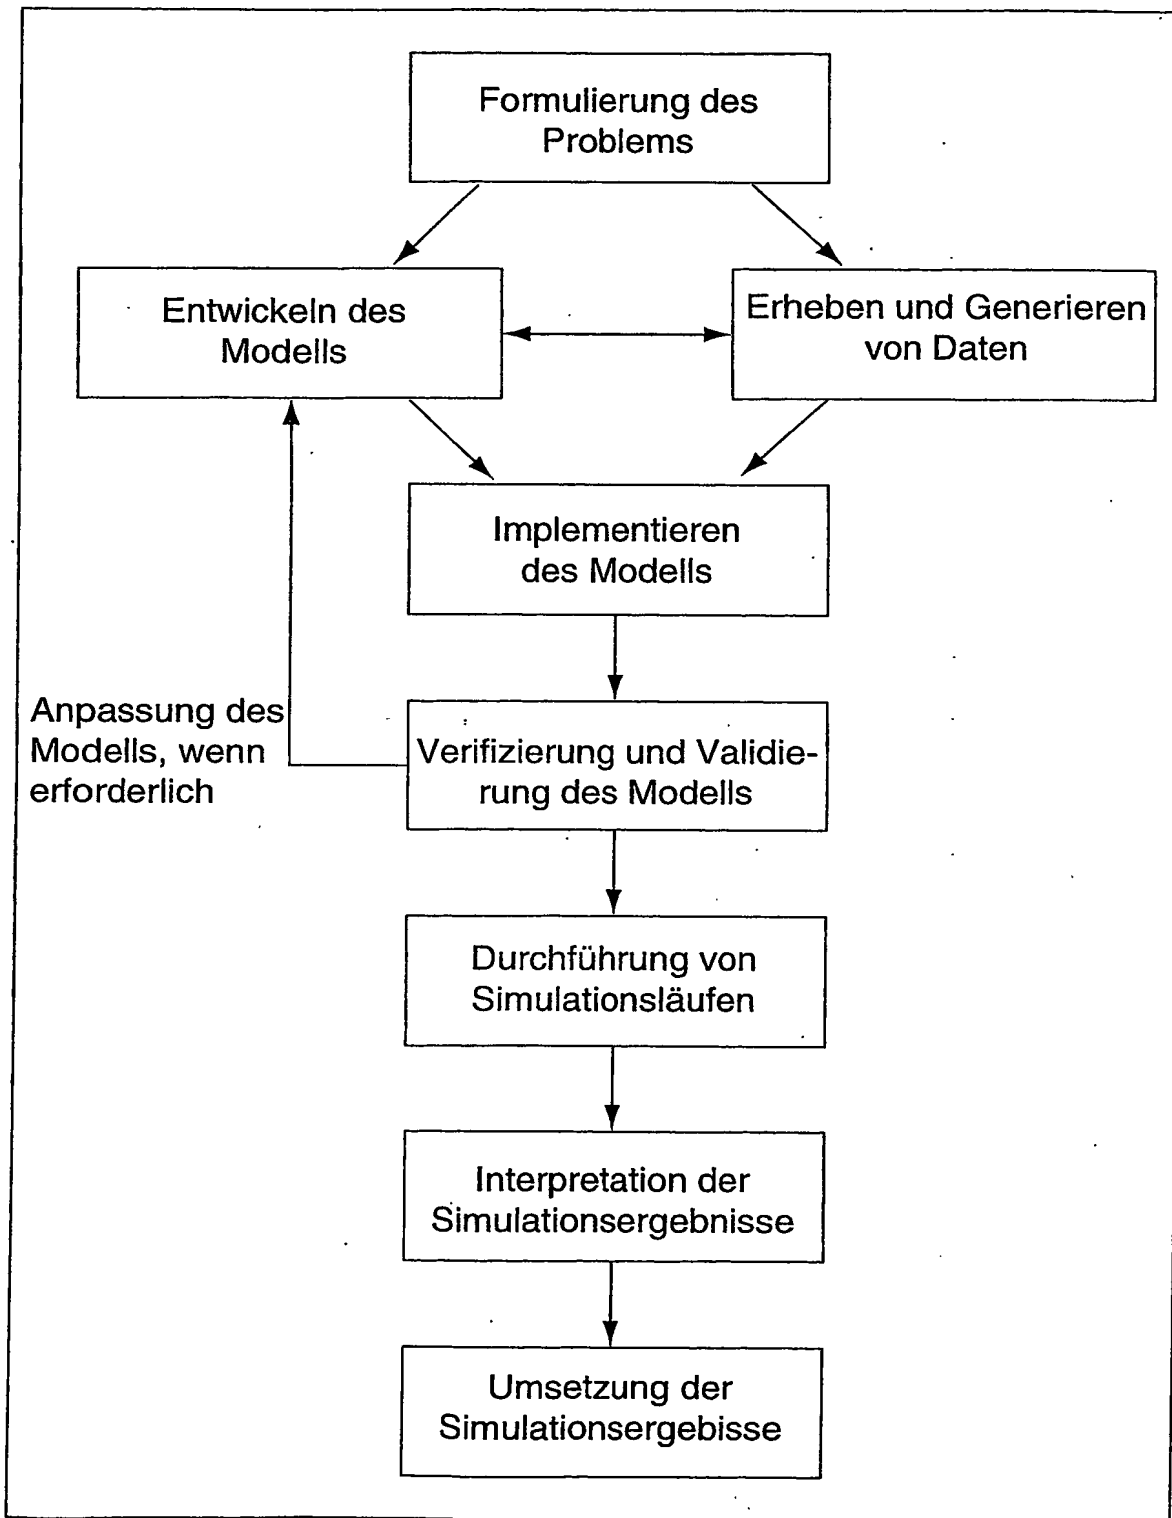 Formulierung des
Problems
Entwickeln des
Modells
Erheben und Generieren
von Daten
Implementieren
des Modells
Anpassung des
Modells, wenn
erforderlich
Verifizierung und Validie-
rung des Modells
Durchführung von
Simulationsläufen
Interpretation der
Simulationsergebnisse
Umsetzung der
Simulationsergebisse